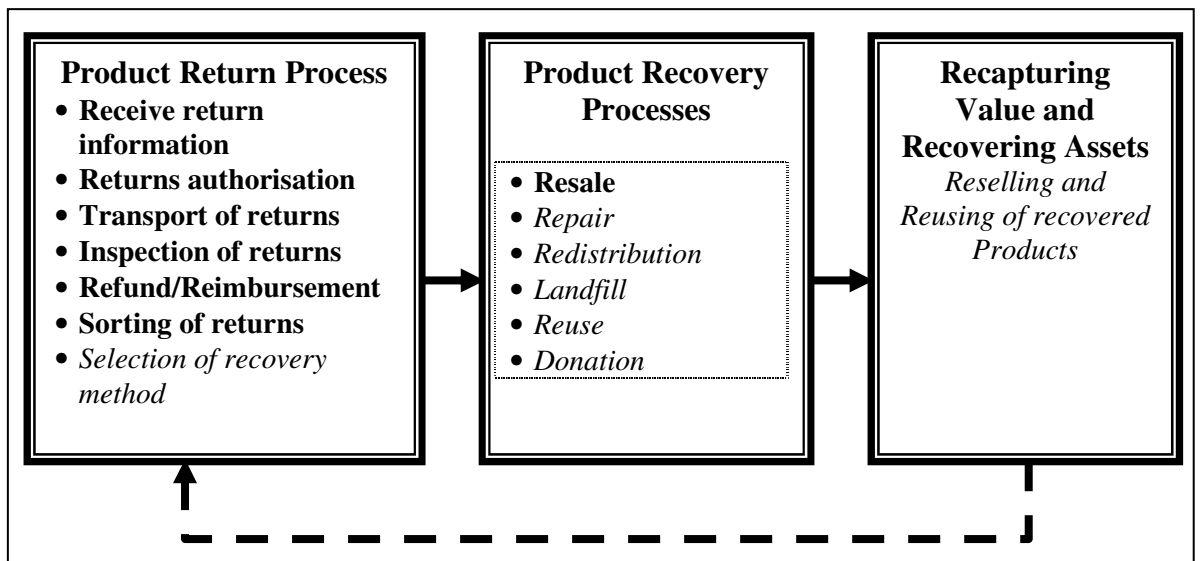 Product Return Process
• Receive return
information
• Returns authorisation
• Transport of returns
• Inspection of returns
• Refund/Reimbursement
• Sorting of returns
• Selection of recovery
method
Product Recovery
Processes
• Resale
• Repair
• Redistribution
• Landfill
• Reuse
• Donation
Recapturing
Value and
Recovering Assets
Reselling and
Reusing of recovered
Products